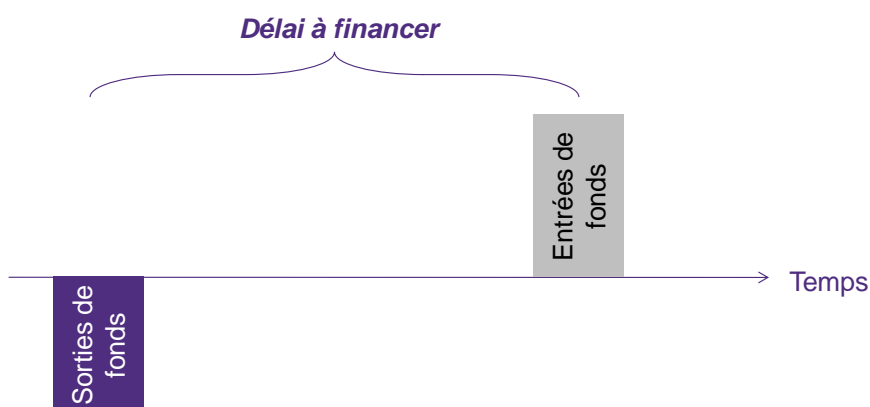 Délai à financer
Entrées de
fonds
Temps
Sorties de
fonds